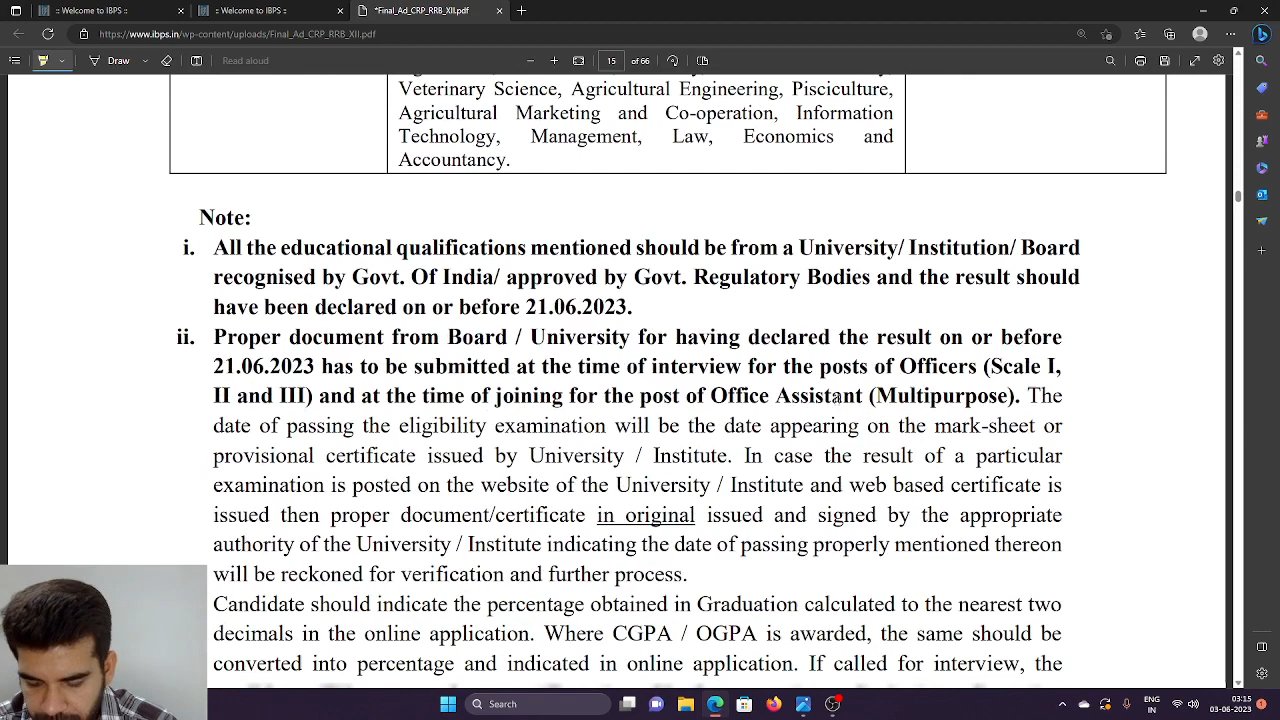 :: Welcome to IBPS ::
:: Welcome to IBPS ::
*Final_Ad_CRP_RRB_XII.pdf
https://www.ibps.in/wp-content/uploads/Final_Ad_CRP_RRB_XII.pdf
Draw
Read aloud
15 of 66
Veterinary Science, Agricultural Engineering, Pisciculture,
Agricultural Marketing and Co-operation, Information
Technology, Management, Law, Economics and
Accountancy.
Note:
i. All the educational qualifications mentioned should be from a University/ Institution/ Board
recognised by Govt. Of India/ approved by Govt. Regulatory Bodies and the result should
have been declared on or before 21.06.2023.
ii. Proper document from Board / University for having declared the result on or before
21.06.2023 has to be submitted at the time of interview for the posts of Officers (Scale I,
II and III) and at the time of joining for the post of Office Assistant (Multipurpose). The
date of passing the eligibility examination will be the date appearing on the mark-sheet or
provisional certificate issued by University / Institute. In case the result of a particular
examination is posted on the website of the University / Institute and web based certificate is
issued then proper document/certificate in original issued and signed by the appropriate
authority of the University / Institute indicating the date of passing properly mentioned thereon
will be reckoned for verification and further process.
Candidate should indicate the percentage obtained in Graduation calculated to the nearest two
decimals in the online application. Where CGPA / OGPA is awarded, the same should be
converted into percentage and indicated in online application. If called for interview, the
Search
ENG
IN
03:15
03-06-2023